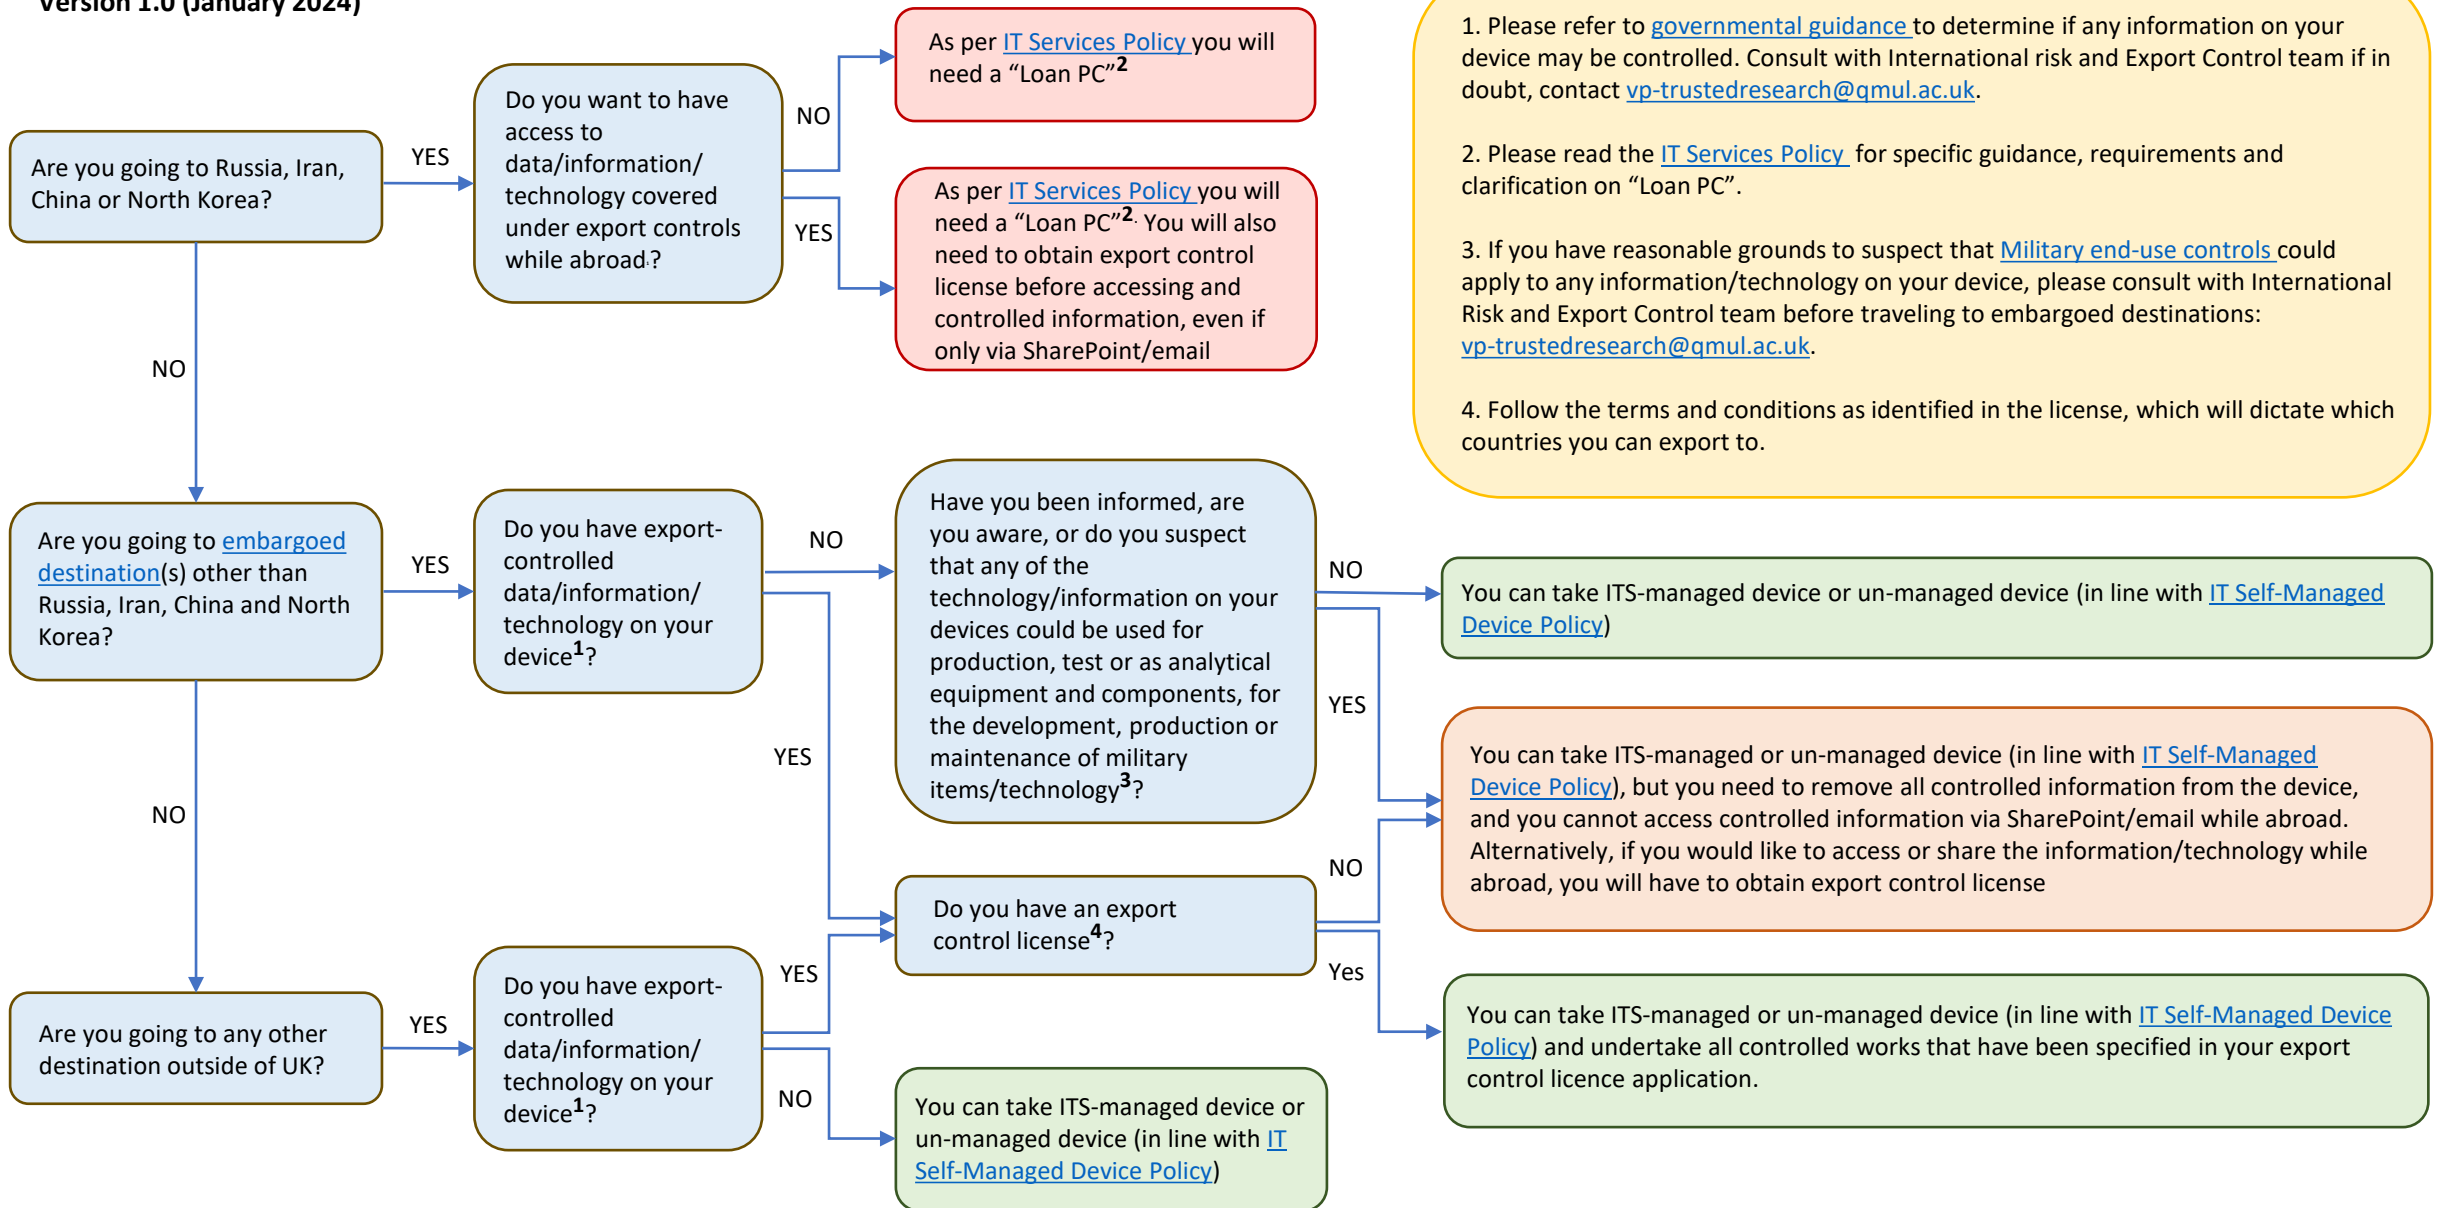 Version 1.0 (January 2024)
Are you going to Russia, Iran,
China or North Korea?
YES
NO
Do you want to have
access to
data/information/
technology covered
under export controls
while abroad1?
NO
YES
As per IT Services Policy you will
need a “Loan PC”2
As per IT Services Policy you will
need a “Loan PC”2. You will also
need to obtain export control
license before accessing and
controlled information, even if
only via SharePoint/email
1. Please refer to governmental guidance to determine if any information on your
device may be controlled. Consult with International risk and Export Control team if in
doubt, contact vp-trustedresearch@qmul.ac.uk.
2. Please read the IT Services Policy for specific guidance, requirements and
clarification on “Loan PC”.
3. If you have reasonable grounds to suspect that Military end-use controls could
apply to any information/technology on your device, please consult with International
Risk and Export Control team before traveling to embargoed destinations:
vp-trustedresearch@qmul.ac.uk.
4. Follow the terms and conditions as identified in the license, which will dictate which
countries you can export to.
Are you going to embargoed
destination(s) other than
Russia, Iran, China and North
Korea?
YES
NO
Do you have export-
controlled
data/information/
technology on your
device1?
NO
YES
Have you been informed, are
you aware, or do you suspect
that any of the
technology/information on your
devices could be used for
production, test or as analytical
equipment and components, for
the development, production or
maintenance of military
items/technology3?
NO
YES
You can take ITS-managed device or un-managed device (in line with IT Self-Managed
Device Policy)
You can take ITS-managed or un-managed device (in line with IT Self-Managed
Device Policy), but you need to remove all controlled information from the device,
and you cannot access controlled information via SharePoint/email while abroad.
Alternatively, if you would like to access or share the information/technology while
abroad, you will have to obtain export control license
Do you have an export
control license4?
NO
Yes
You can take ITS-managed or un-managed device (in line with IT Self-Managed Device
Policy) and undertake all controlled works that have been specified in your export
control licence application.
Are you going to any other
destination outside of UK?
YES
Do you have export-
controlled
data/information/
technology on your
device1?
YES
NO
You can take ITS-managed device or
un-managed device (in line with IT
Self-Managed Device Policy)